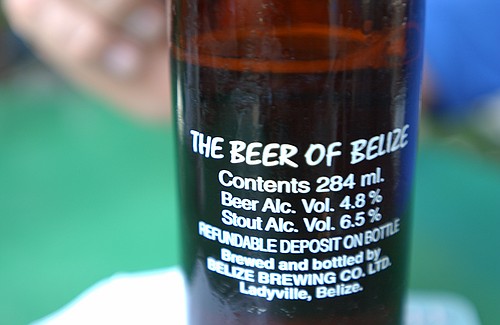 THE BEER OF BELIZE
Contents 284 ml.
Beer Alc. Vol. 4.8 %
Stout Alc. Vol. 6.5 %
REFUNDABLE DEPOSIT ON BOTTLE
Brewed and bottled by
BELIZE BREWING CO. LTD.
Ladyville, Belize.